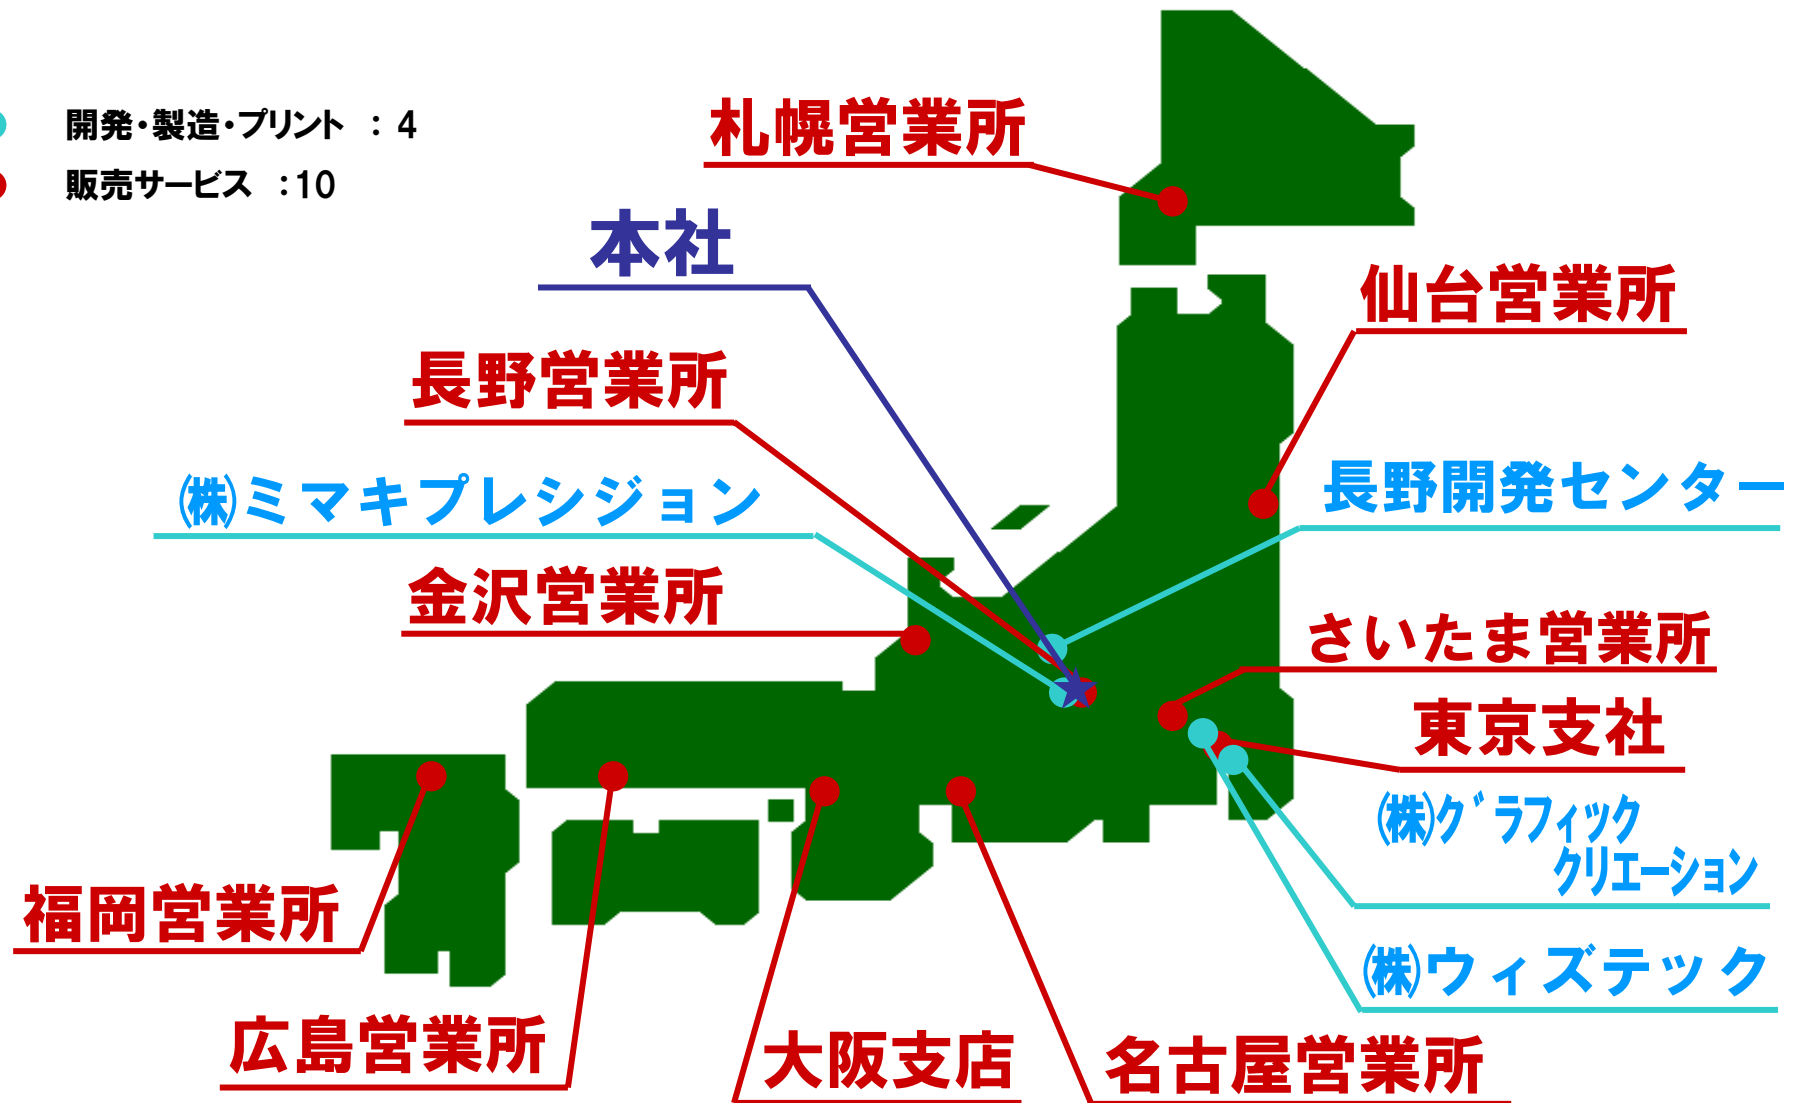 開発・製造・プリント : 4
販売サービス :10
札幌営業所
本社
仙台営業所
長野営業所
長野開発センター
㈱ミマキプレシジョン
金沢営業所
さいたま営業所
東京支社
㈱グラフィック
クリエーション
福岡営業所
㈱ウィズテック
広島営業所
大阪支店
名古屋営業所